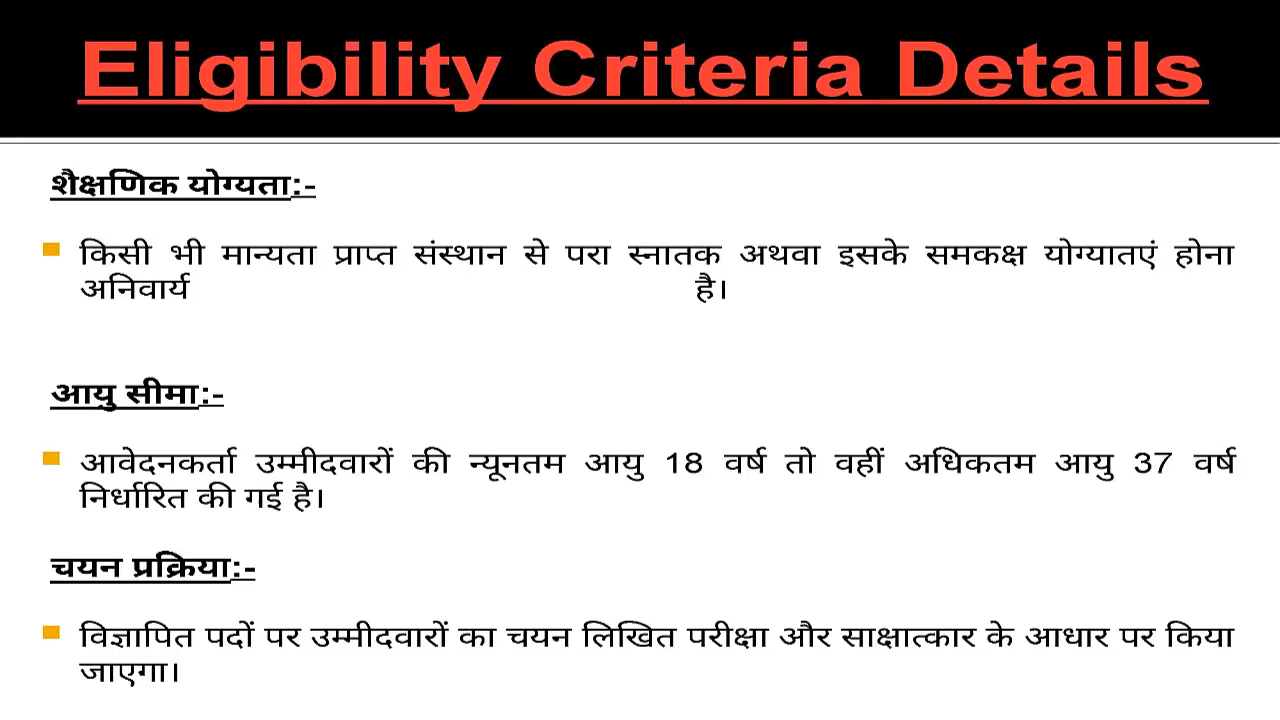 Eligibility Criteria Details
शैक्षणिक योग्यता:-
किसी भी मान्यता प्राप्त संस्थान से परा स्नातक अथवा इसके समकक्ष योग्यातएं होना
अनिवार्य है।
आयु सीमा:-
आवेदनकर्ता उम्मीदवारों की न्यूनतम आयु 18 वर्ष तो वहीं अधिकतम आयु 37 वर्ष
निर्धारित की गई है।
चयन प्रक्रिया:-
विज्ञापित पदों पर उम्मीदवारों का चयन लिखित परीक्षा और साक्षात्कार के आधार पर किया
जाएगा।